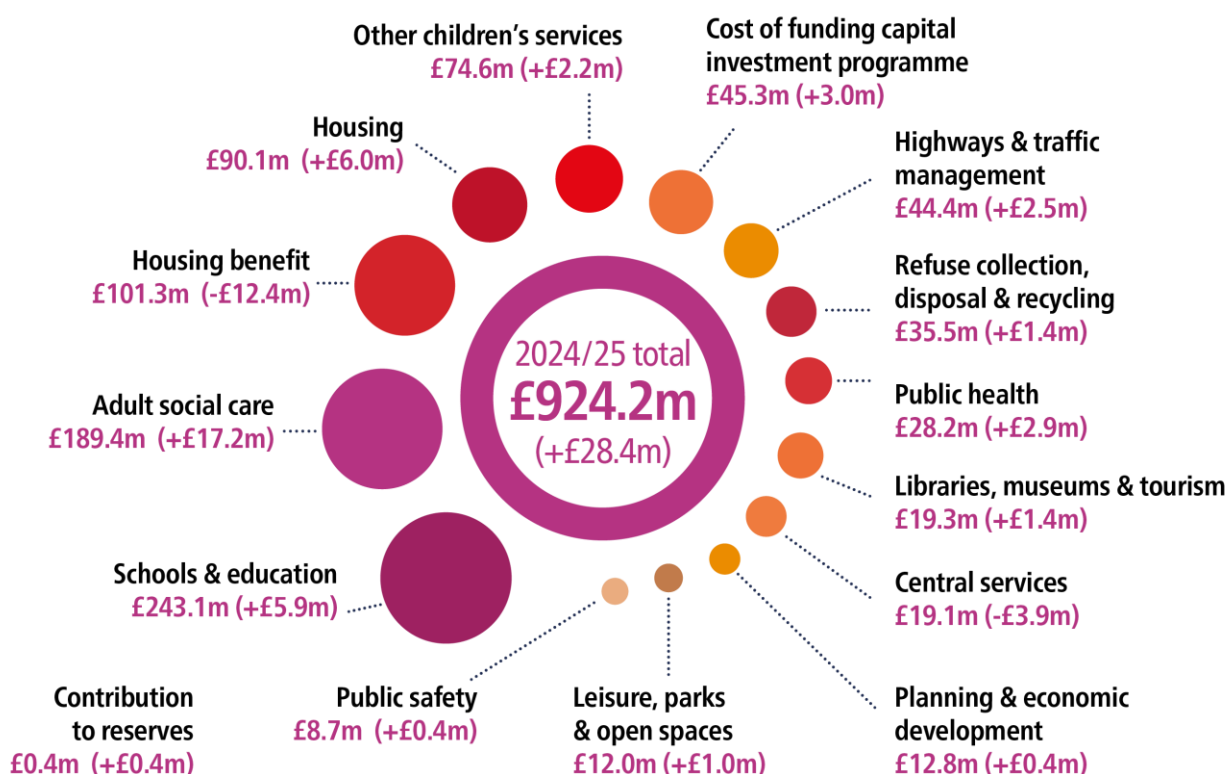 Other children's services
£74.6m (+£2.2m)
Cost of funding capital
investment programme
£45.3m (+3.0m)
Housing
£90.1m (+£6.0m)
Highways & traffic
management
£44.4m (+£2.5m)
Housing benefit
£101.3m (-£12.4m)
Refuse collection,
disposal & recycling
£35.5m (+£1.4m)
2024/25 total
£924.2m
(+£28.4m)
Adult social care
£189.4m (+£17.2m)
Public health
£28.2m (+£2.9m)
Libraries, museums & tourism
£19.3m (+£1.4m)
Schools & education
£243.1m (+£5.9m)
Central services
£19.1m (-£3.9m)
Contribution
to reserves
£0.4m (+£0.4m)
Public safety
£8.7m (+£0.4m)
Leisure, parks
& open spaces
£12.0m (+£1.0m)
Planning & economic
development
£12.8m (+£0.4m)